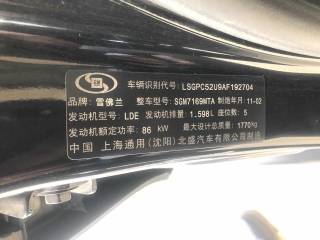 车辆识别代号: LSGPC52U9AF192704
品牌: 雪佛兰 整车型号: SGM7169MTA 制造年月: 11-02
发动机型号: LDE 发动机排量: 1.598L 座位数: 5
发动机额定功率: 86 kW 最大设计总质量: 1770kg
中国 上海通用(沈阳)北盛汽车有限公司制造